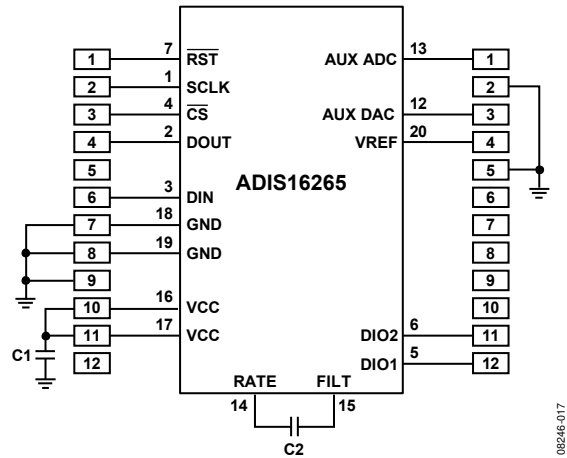 1 7 RST AUX ADC 13 1
2 1 SCLK 2
3 4 CS AUX DAC 12 3
4 2 DOUT VREF 20 4
5 ADIS16265 5
6 3 DIN 6
7 18 GND 7
8 19 GND 8
9 9
10 16 VCC 10
11 17 VCC DIO2 6 11
C1 12 DIO1 5 12
RATE FILT
14 15
C2
08246-017